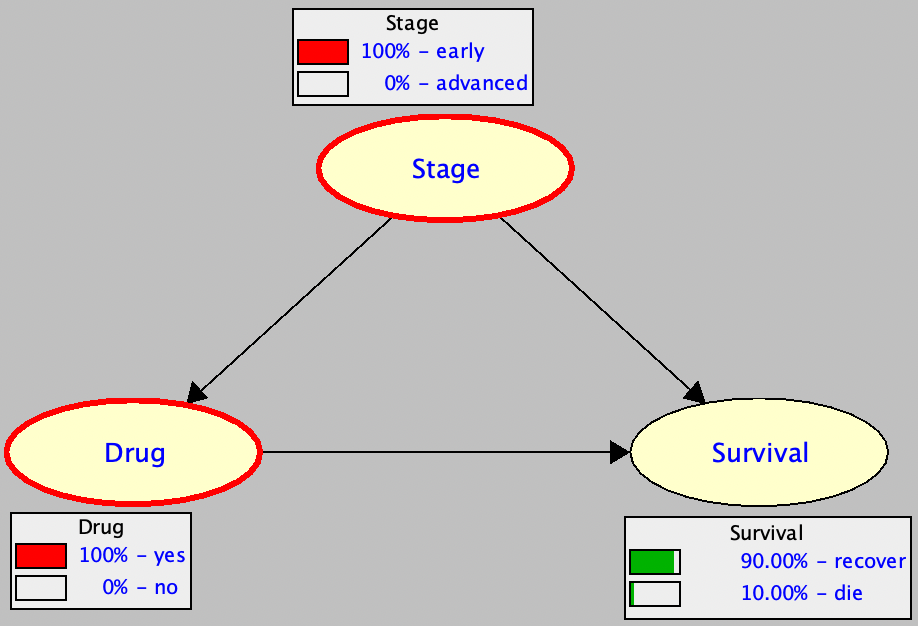 Stage
100% – early
0% – advanced
Stage
Drug
Survival
Drug
100% – yes
0% – no
Survival
90.00% – recover
10.00% – die